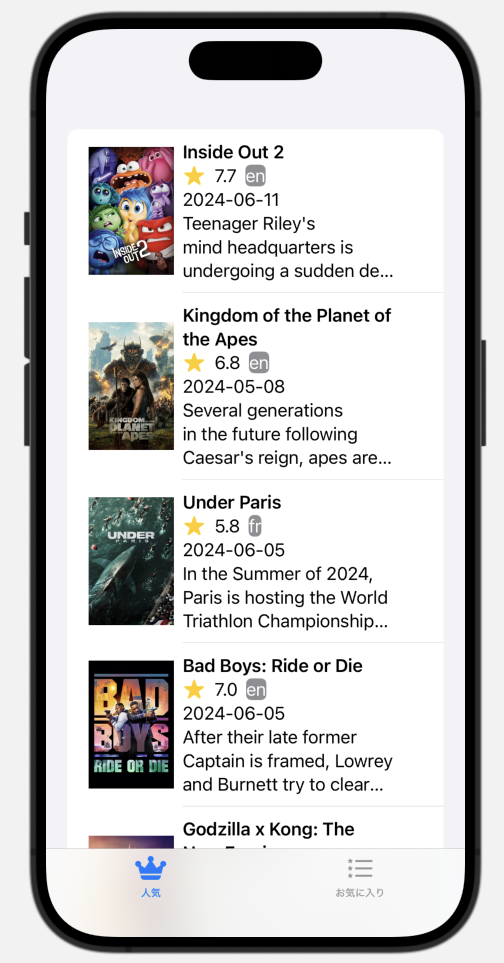 Inside Out 2
7.7 en
2024-06-11
Teenager Riley's
mind headquarters is
undergoing a sudden de...
INSIDE
OUT 2
Kingdom of the Planet of
the Apes
6.8 en
2024-05-08
Several generations
in the future following
Caesar's reign, apes are...
KINGDOM
PLANET
APES
Under Paris
5.8 fr
2024-06-05
In the Summer of 2024,
Paris is hosting the World
Triathlon Championship...
UNDER
PARIS
Bad Boys: Ride or Die
7.0 en
2024-06-05
After their late former
Captain is framed, Lowrey
and Burnett try to clear...
BAD
BOYS
RIDE OR DIE
Godzilla x Kong: The
人気
お気に入り